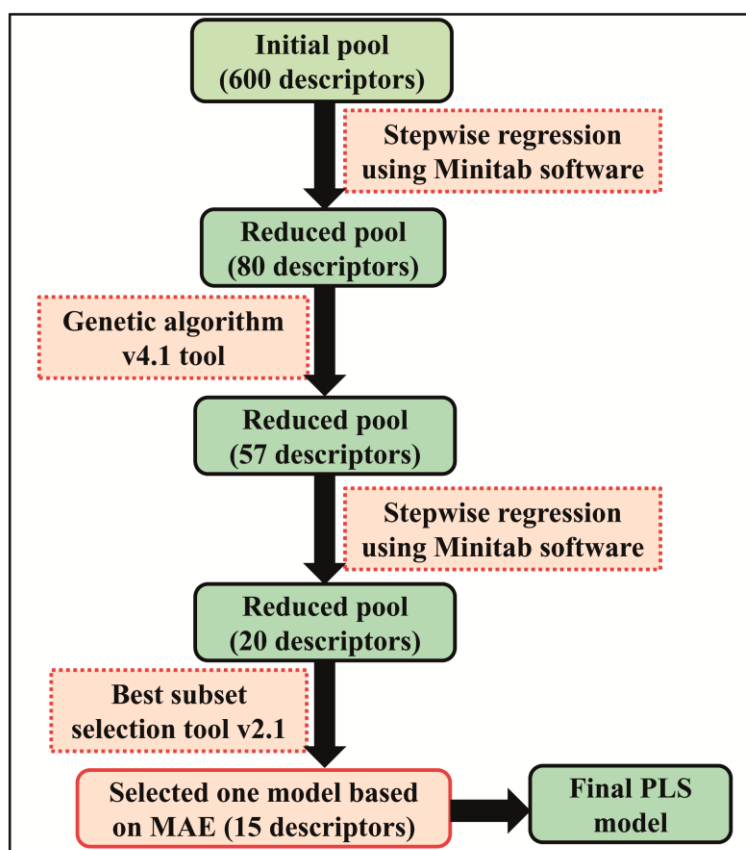 Initial pool
(600 descriptors)
Stepwise regression
using Minitab software
Reduced pool
(80 descriptors)
Genetic algorithm
v4.1 tool
Reduced pool
(57 descriptors)
Stepwise regression
using Minitab software
Reduced pool
(20 descriptors)
Best subset
selection tool v2.1
Selected one model based
on MAE (15 descriptors)
Final PLS
model